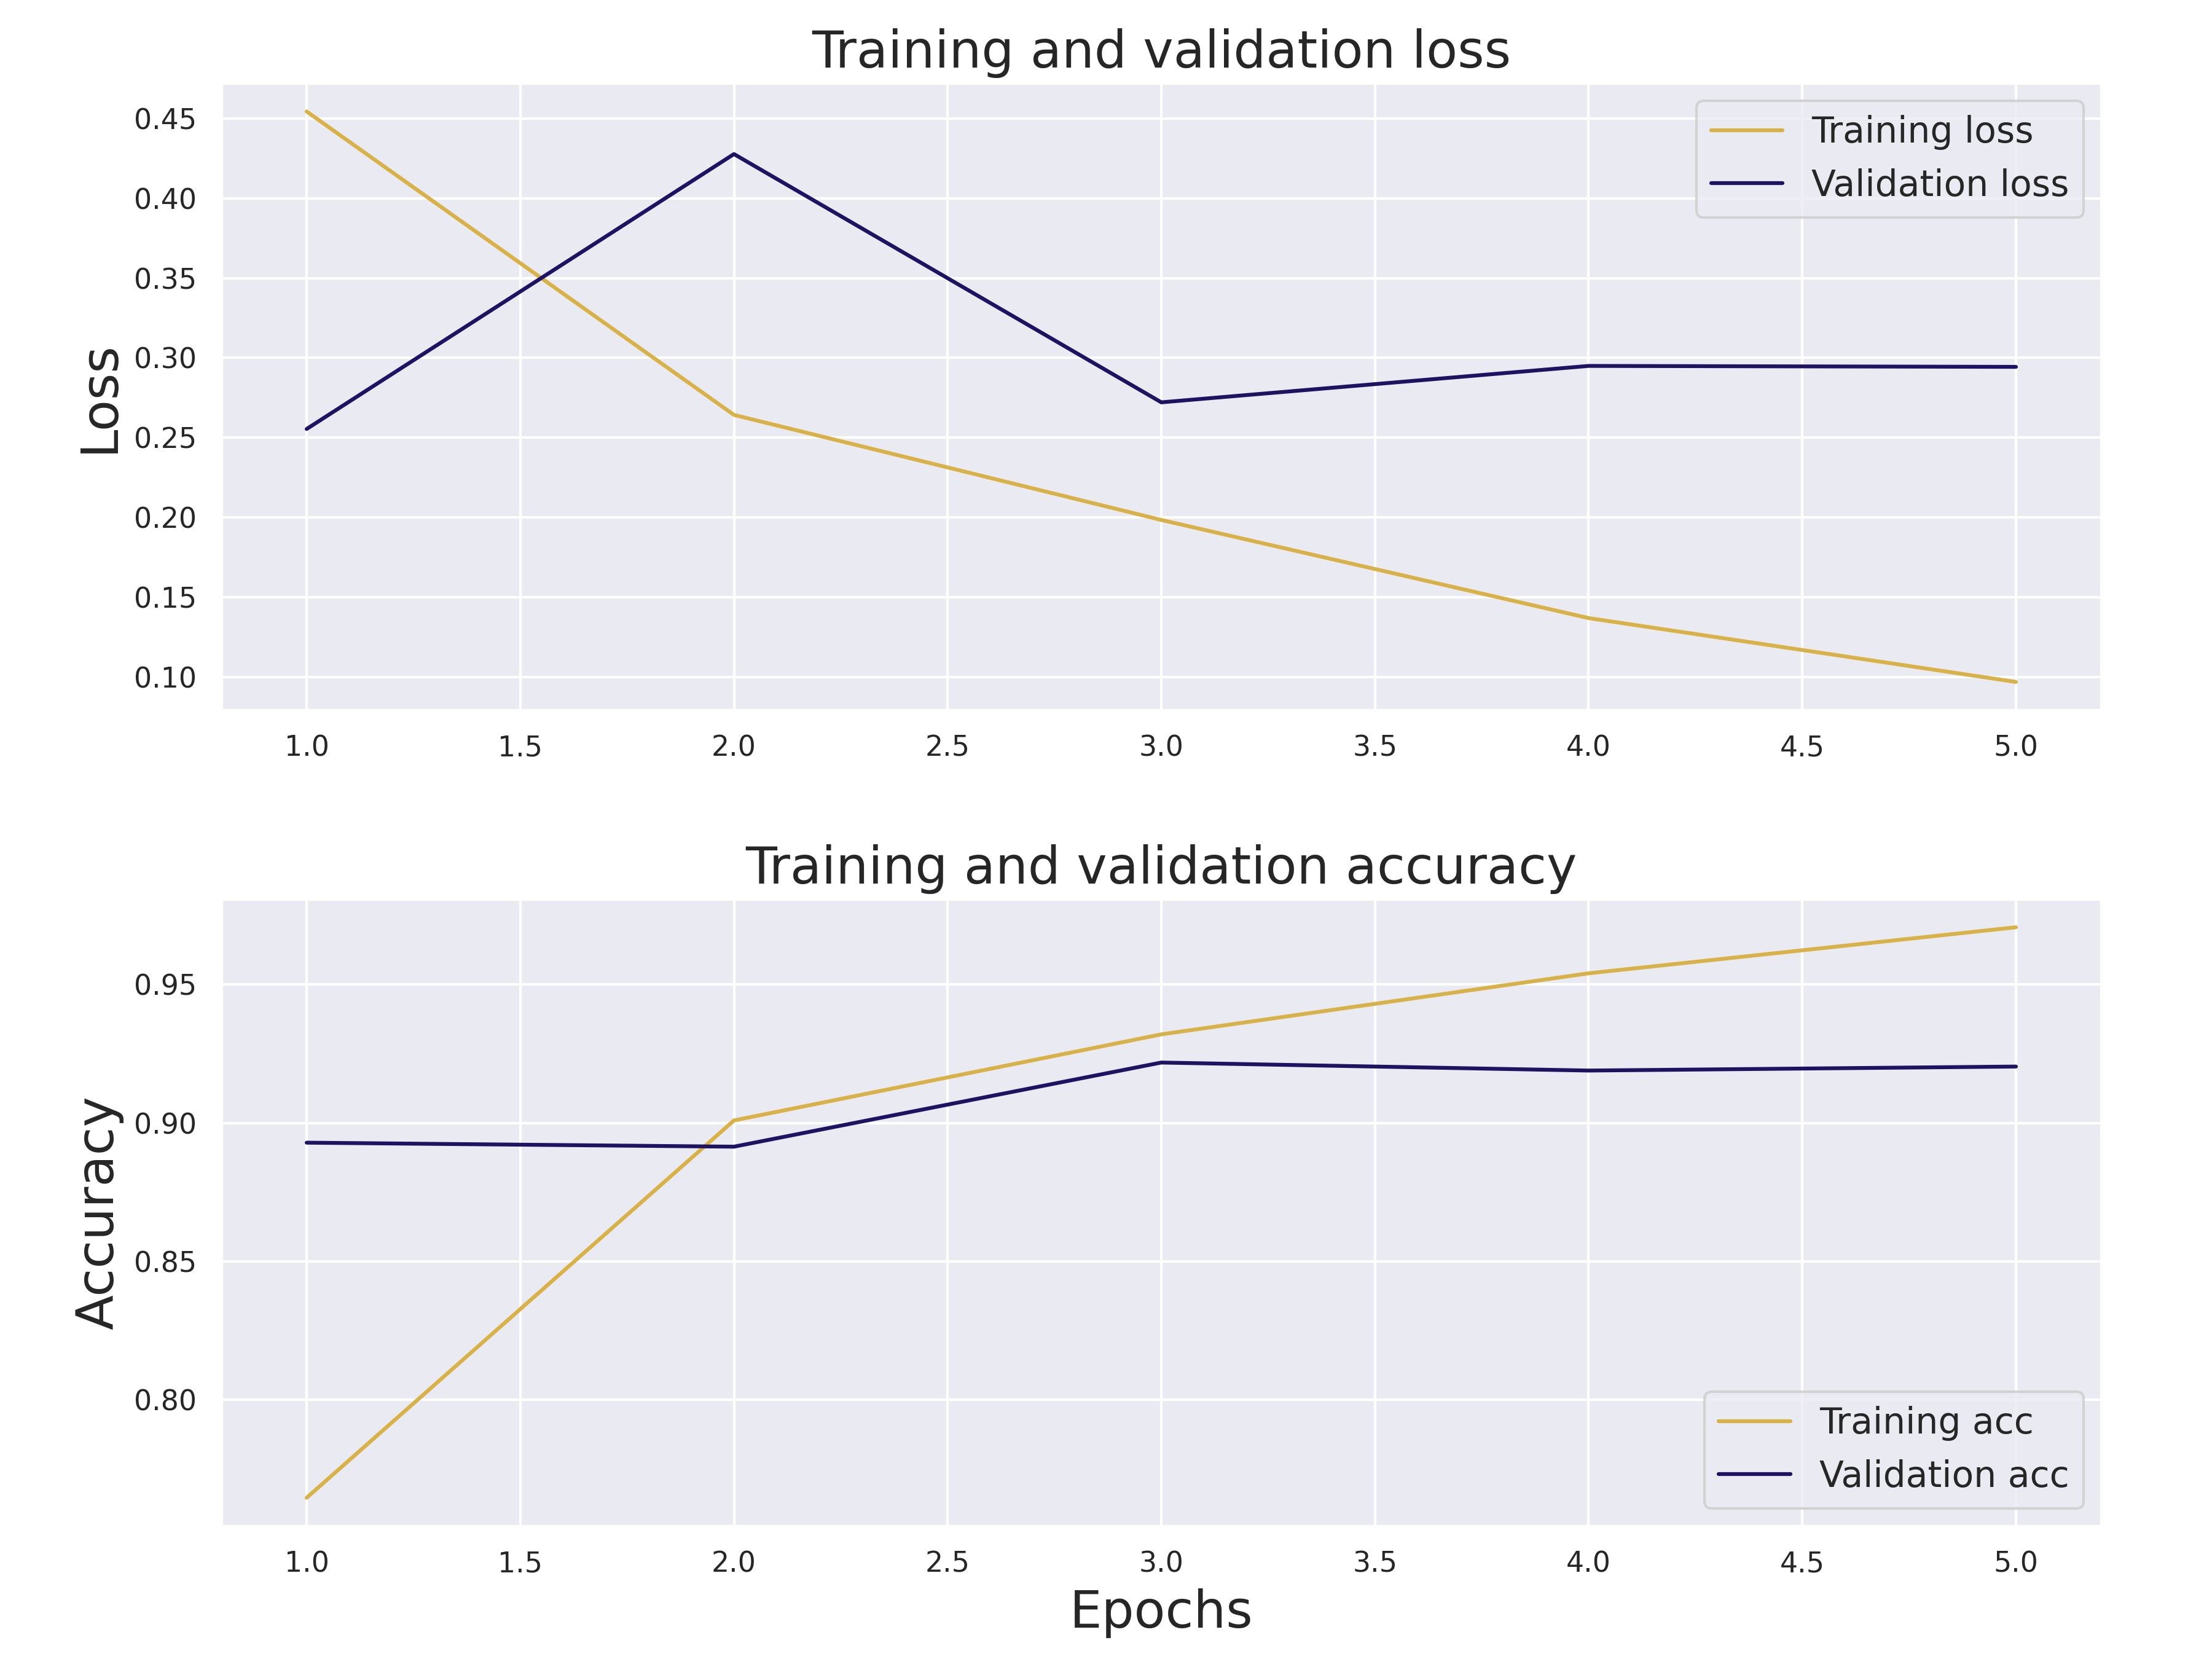 Training and validation loss
Loss
0.45
0.40
0.35
0.30
0.25
0.20
0.15
0.10
Training loss
Validation loss
1.0 1.5 2.0 2.5 3.0 3.5 4.0 4.5 5.0
Training and validation accuracy
Accuracy
0.95
0.90
0.85
0.80
Training acc
Validation acc
1.0 1.5 2.0 2.5 3.0 3.5 4.0 4.5 5.0
Epochs